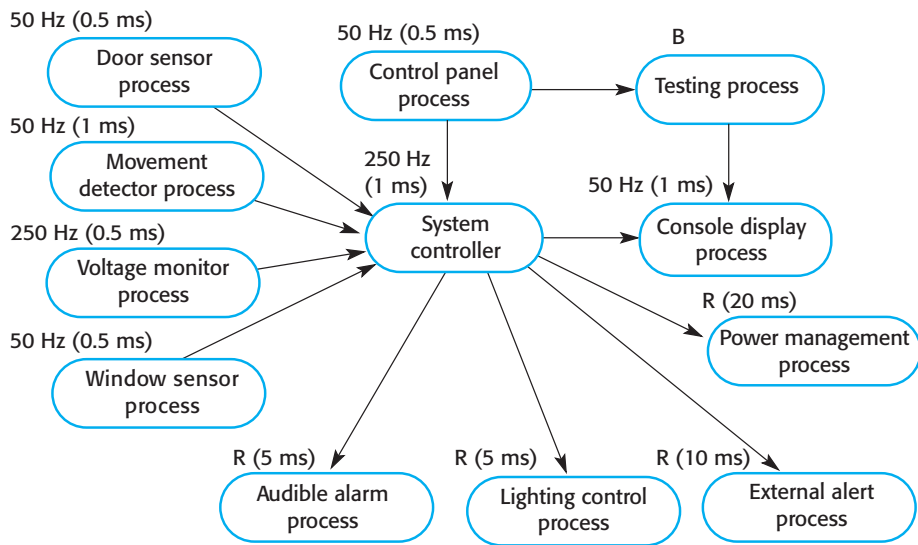 50 Hz (0.5 ms)
Door sensor
process
50 Hz (0.5 ms)
Control panel
process
B
Testing process
50 Hz (1 ms)
Movement
detector process
250 Hz
(1 ms)
System
controller
50 Hz (1 ms)
Console display
process
250 Hz (0.5 ms)
Voltage monitor
process
R (20 ms)
Power management
process
50 Hz (0.5 ms)
Window sensor
process
R (5 ms)
Audible alarm
process
R (5 ms)
Lighting control
process
R (10 ms)
External alert
process